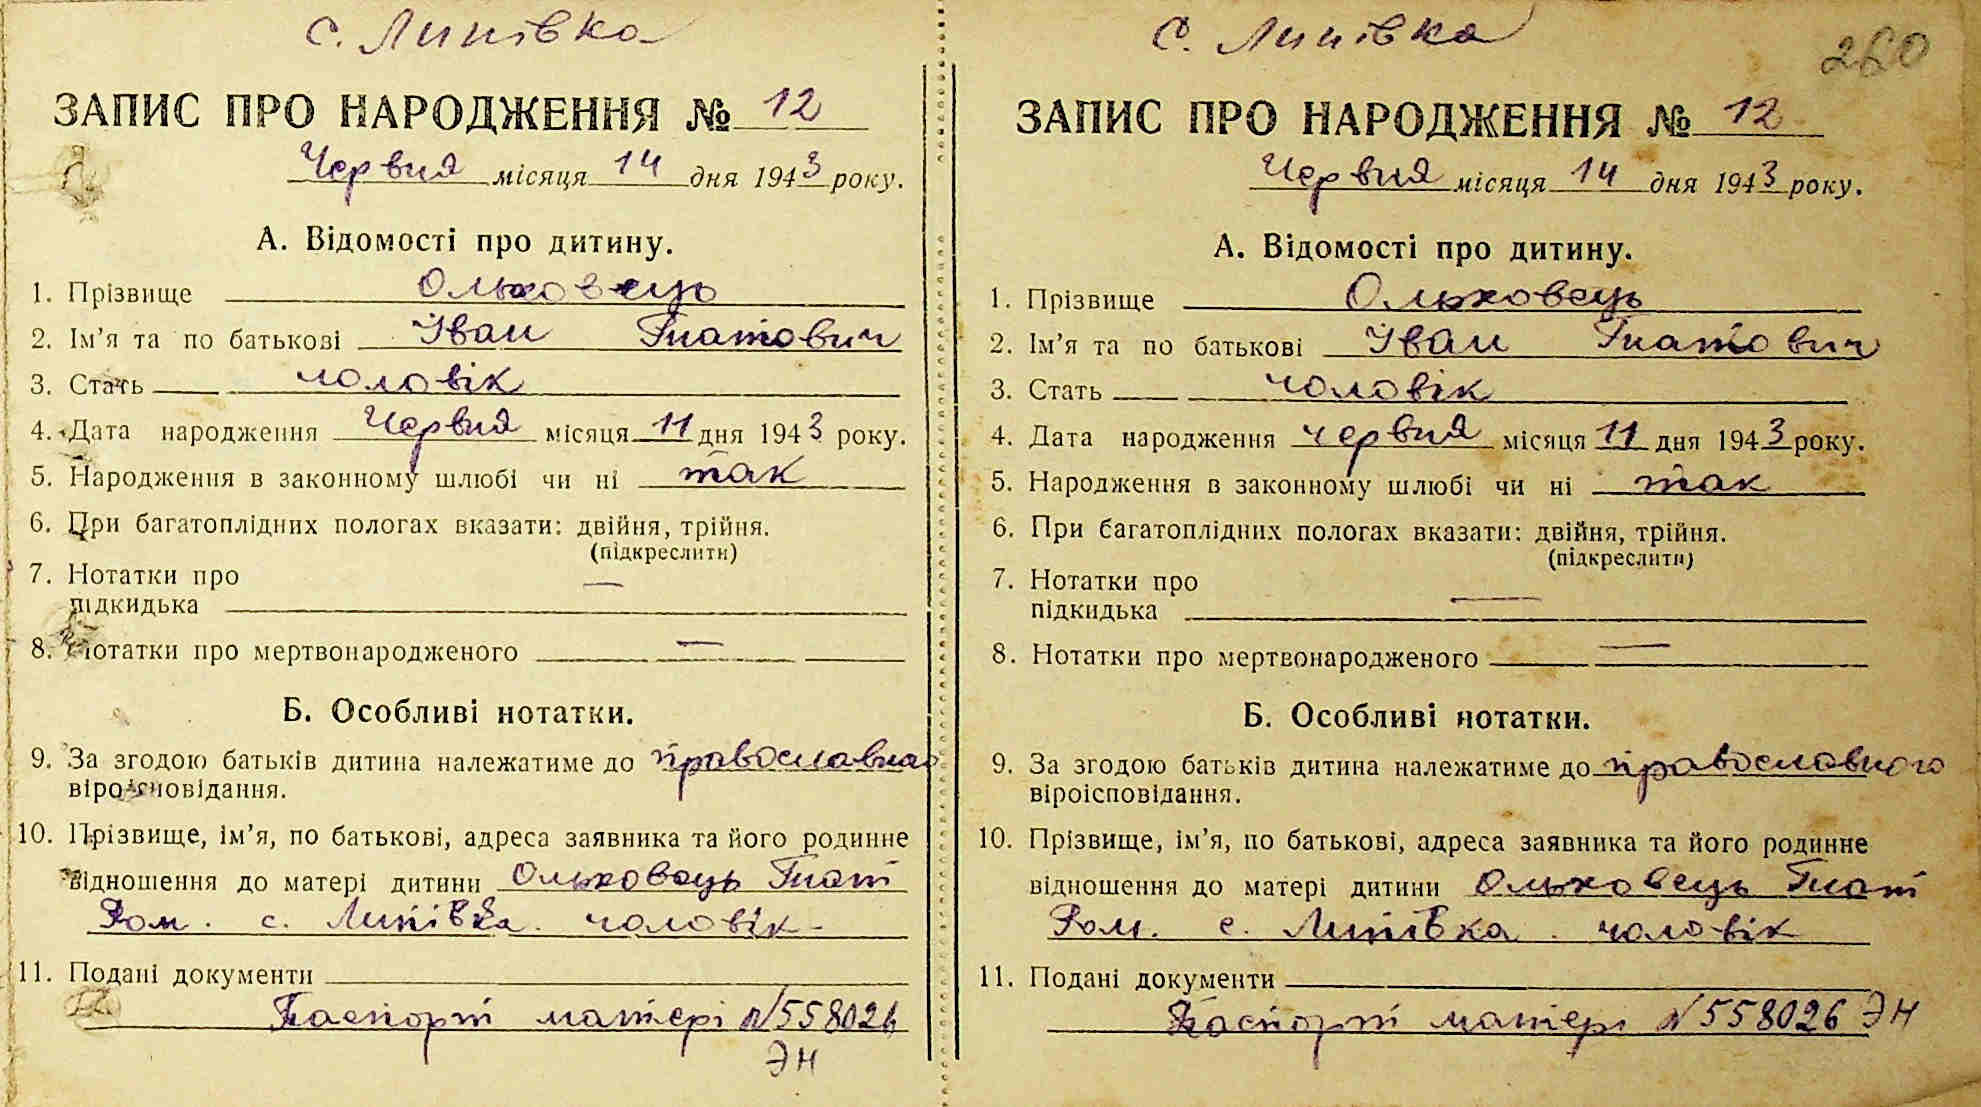 с. Липівка
ЗАПИС ПРО НАРОДЖЕННЯ № 12
Червня місяця 14 дня 1943 року.
А. Відомості про дитину.
1. Прізвище Ольховець
2. Ім'я та по батькові Іван Гнатович
3. Стать чоловік
4. Дата народження Червня місяця 11 дня 1943 року.
5. Народження в законному шлюбі чи ні так
6. При багатоплідних пологах вказати: двійня, трійня.
(підкреслити)
7. Нотатки про
підкидька —
8. Нотатки про мертвонародженого —
Б. Особливі нотатки.
9. За згодою батьків дитина належатиме до православног
віроісповідання.
10. Прізвище, ім'я, по батькові, адреса заявника та його родинне
відношення до матері дитини Ольховець Гнат
Ром. с. Липівка. чоловік-
11. Подані документи
Паспорт матері №558026
ЭН
с. Липівка
260
ЗАПИС ПРО НАРОДЖЕННЯ № 12
Червня місяця 14 дня 1943 року.
А. Відомості про дитину.
1. Прізвище Ольховець
2. Ім'я та по батькові Іван Гнатович
3. Стать чоловік
4. Дата народження червня місяця 11 дня 1943 року.
5. Народження в законному шлюбі чи ні так
6. При багатоплідних пологах вказати: двійня, трійня.
(підкреслити)
7. Нотатки про
підкидька —
8. Нотатки про мертвонародженого —
Б. Особливі нотатки.
9. За згодою батьків дитина належатиме до православного
віроісповідання.
10. Прізвище, ім'я, по батькові, адреса заявника та його родинне
відношення до матері дитини Ольховець Гнат
Ром. с. Липівка. чоловік
11. Подані документи
Паспорт матері №558026 ЭН